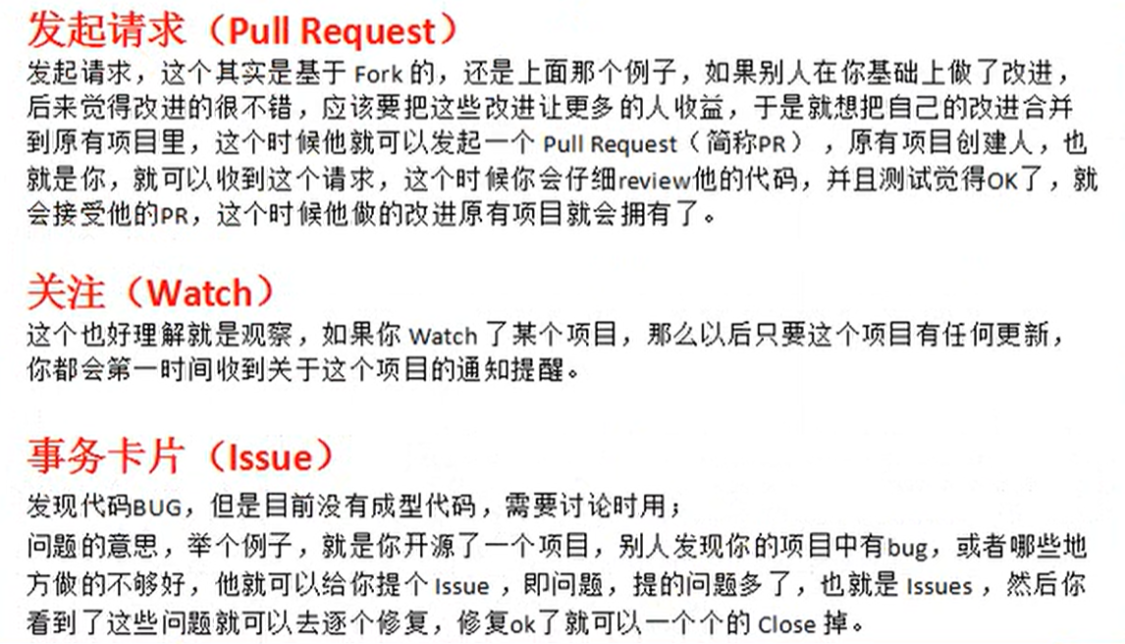 发起请求（Pull Request）
发起请求，这个其实是基于 Fork 的，还是上面那个例子，如果别人在你基础上做了改进，
后来觉得改进的很不错，应该要把这些改进让更多的人收益，于是就想把自己的改进合并
到原有项目里，这个时候他就可以发起一个 Pull Request（简称PR），原有项目创建人，也
就是你，就可以收到这个请求，这个时候你会仔细review他的代码，并且测试觉得OK了，就
会接受他的PR，这个时候他做的改进原有项目就会拥有了。
关注（Watch）
这个也好理解就是观察，如果你 Watch 了某个项目，那么以后只要这个项目有任何更新，
你都会第一时间收到关于这个项目的通知提醒。
事务卡片（Issue）
发现代码BUG，但是目前没有成型代码，需要讨论时用；
问题的意思，举个例子，就是你开源了一个项目，别人发现你的项目中有bug，或者哪些地
方做的不够好，他就可以给你提个 Issue ，即问题，提的问题多了，也就是 Issues ，然后你
看到了这些问题就可以去逐个修复，修复ok了就可以一个个的 Close 掉。